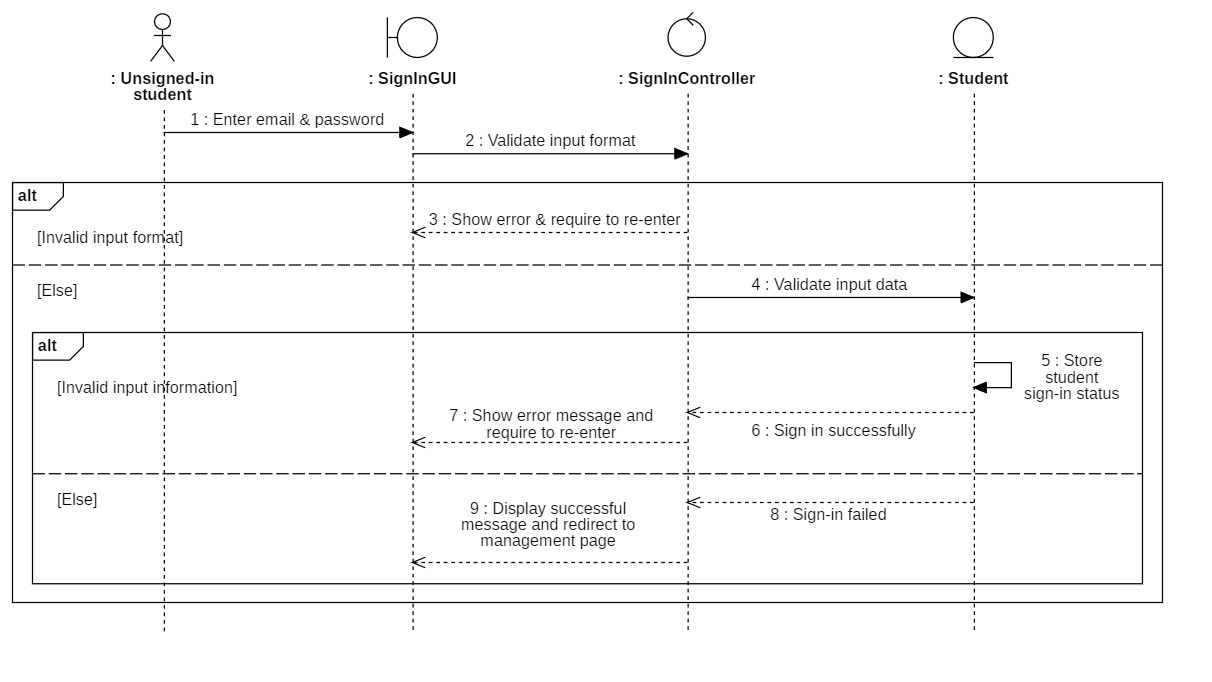 : Unsigned-in
student
: SignInGUI
: SignInController
: Student
1 : Enter email & password
2 : Validate input format
alt
3 : Show error & require to re-enter
[Invalid input format]
[Else]
4 : Validate input data
alt
5 : Store
student
sign-in status
[Invalid input information]
7 : Show error message and
require to re-enter
6 : Sign in successfully
[Else]
9 : Display successful
message and redirect to
management page
8 : Sign-in failed